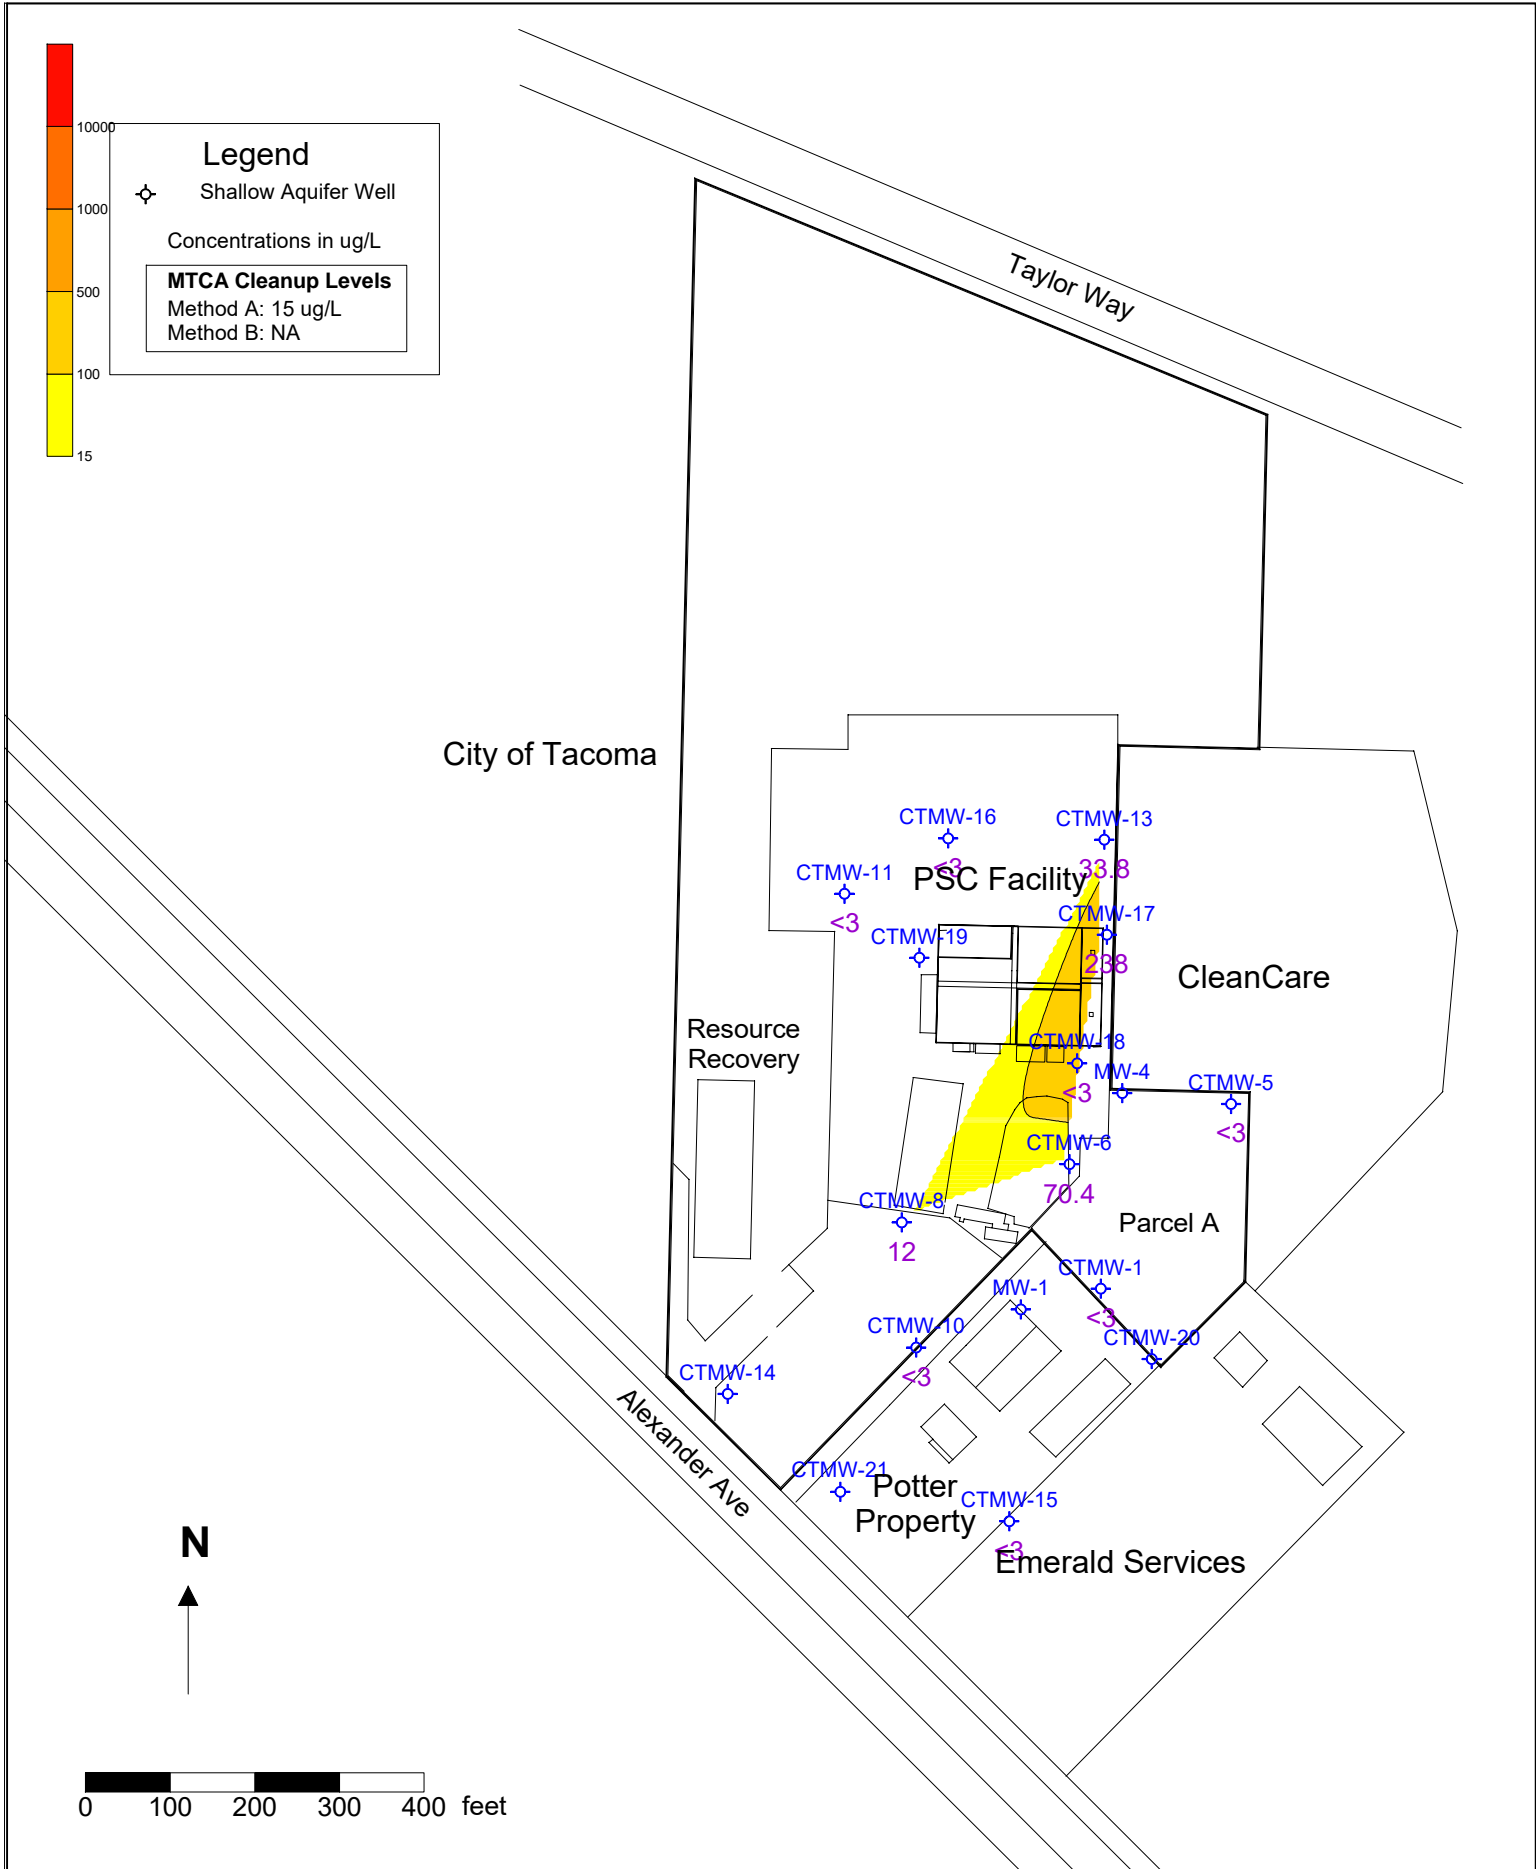 10000
1000
500
100
15
Legend
Shallow Aquifer Well
Concentrations in ug/L
MTCA Cleanup Levels
Method A: 15 ug/L
Method B: NA
Taylor Way
City of Tacoma
CTMW-16
<3
CTMW-13
33.8
CTMW-11
<3
PSC Facility
CTMW-17
238
CTMW-19
CleanCare
Resource
Recovery
CTMW-18
<3
MW-4
CTMW-5
<3
CTMW-6
70.4
CTMW-8
12
Parcel A
CTMW-1
<3
MW-1
CTMW-10
<3
CTMW-20
CTMW-14
Alexander Ave
CTMW-21
Potter
Property
CTMW-15
<3
Emerald Services
N
0 100 200 300 400 feet